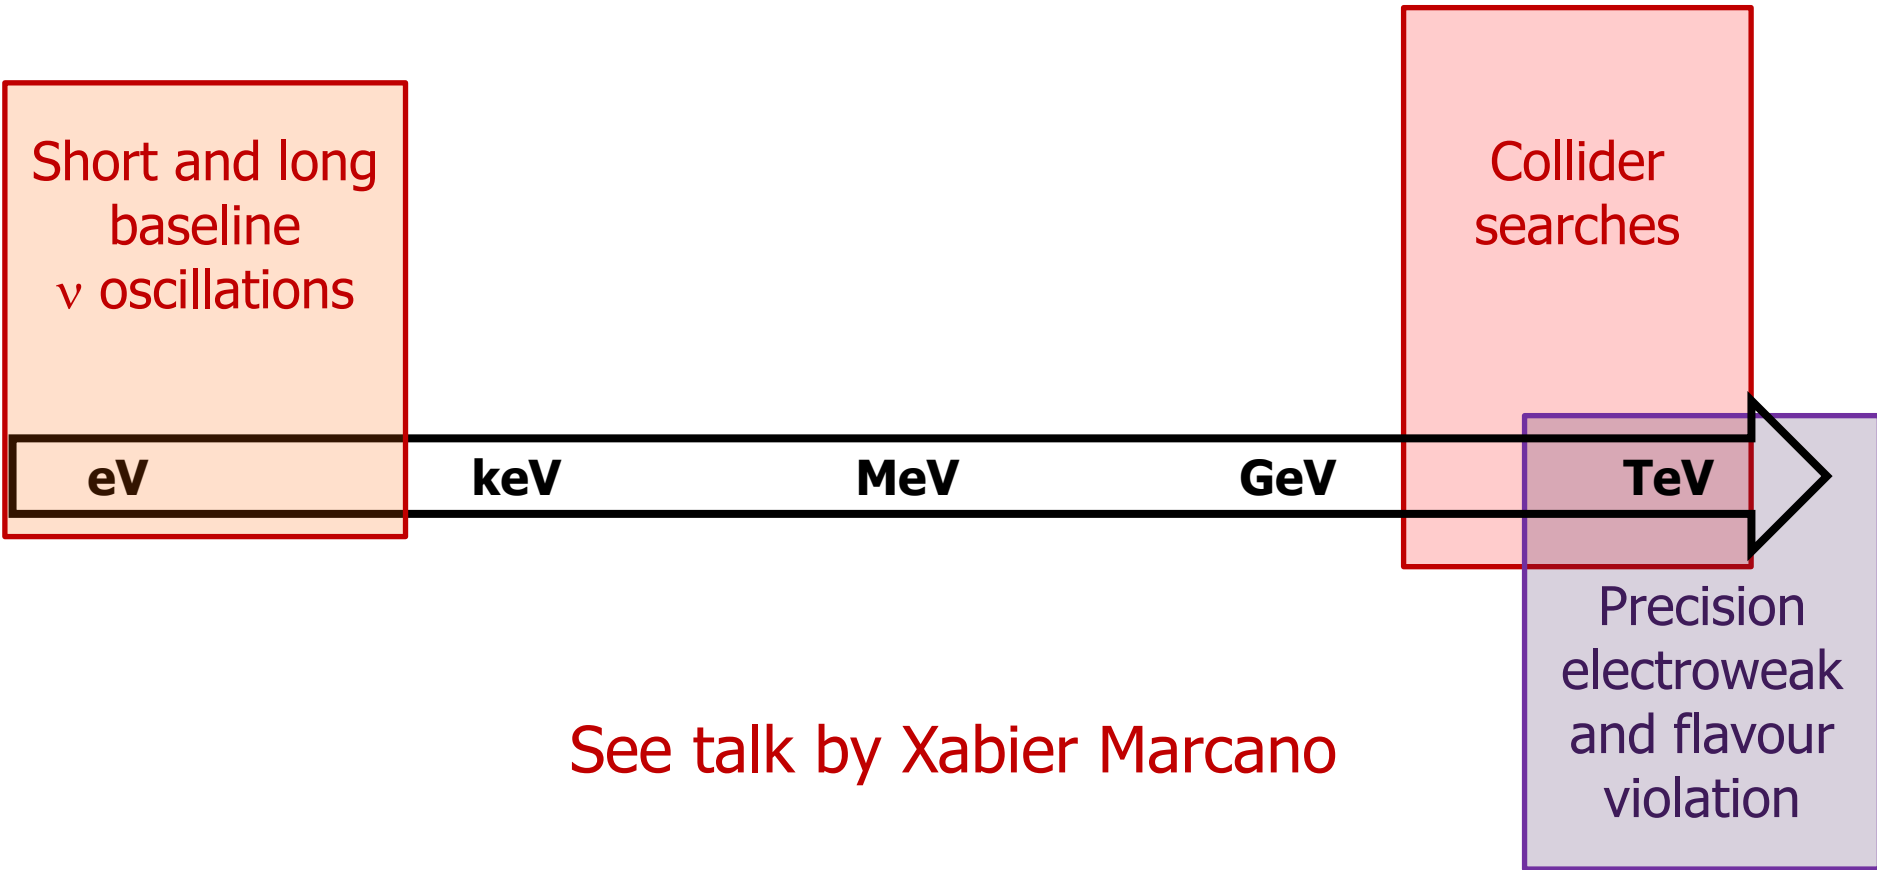 Short and long
baseline
ν oscillations
Collider
searches
eV
keV
MeV
GeV
TeV
Precision
electroweak
and flavour
violation
See talk by Xabier Marcano